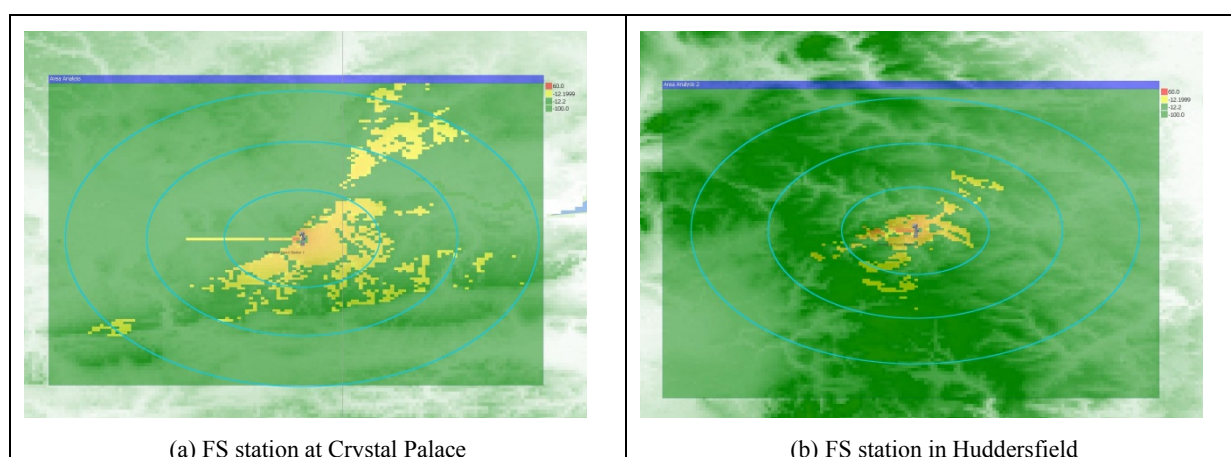 Area Analysis
60.0
-12.1999
-12.2
-100.0
Area Analysis 2
60.0
-12.1999
-12.2
-100.0
(a) FS station at Crystal Palace
(b) FS station in Huddersfield